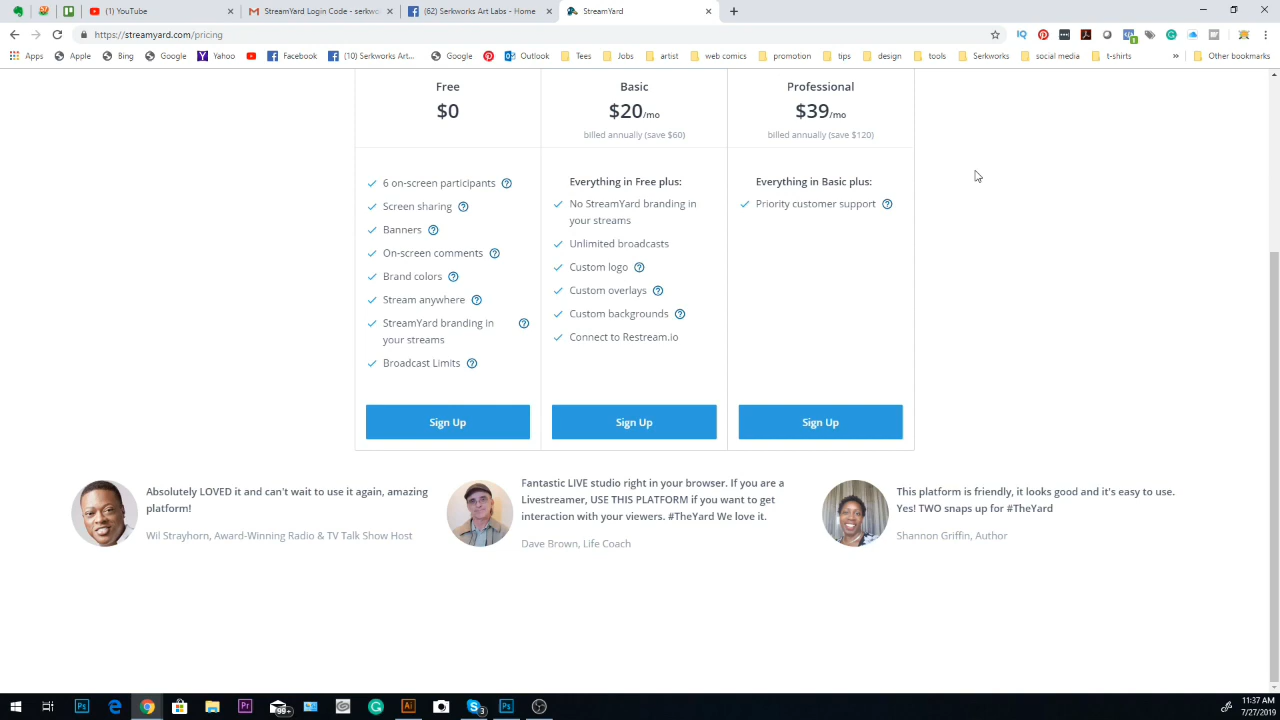 (1) YouTube
StreamYard Login Code - serkwo
(62) Serkworks Art Labs - Home
StreamYard
https://streamyard.com/pricing
Apps
Apple
Bing
Google
Yahoo
Facebook
(10) Serkworks Art...
Google
Outlook
Tees
Jobs
artist
web comics
promotion
tips
design
tools
Serkworks
social media
t-shirts
»
Other bookmarks
Free
$0
6 on-screen participants
Screen sharing
Banners
On-screen comments
Brand colors
Stream anywhere
StreamYard branding in
your streams
Broadcast Limits
Sign Up
Basic
$20/mo
billed annually (save $60)
Everything in Free plus:
No StreamYard branding in
your streams
Unlimited broadcasts
Custom logo
Custom overlays
Custom backgrounds
Connect to Restream.io
Sign Up
Professional
$39/mo
billed annually (save $120)
Everything in Basic plus:
Priority customer support
Sign Up
Absolutely LOVED it and can't wait to use it again, amazing
platform!
Wil Strayhorn, Award-Winning Radio & TV Talk Show Host
Fantastic LIVE studio right in your browser. If you are a
Livestreamer, USE THIS PLATFORM if you want to get
interaction with your viewers. #TheYard We love it.
Dave Brown, Life Coach
This platform is friendly, it looks good and it's easy to use.
Yes! TWO snaps up for #TheYard
Shannon Griffin, Author
11:37 AM
7/27/2019